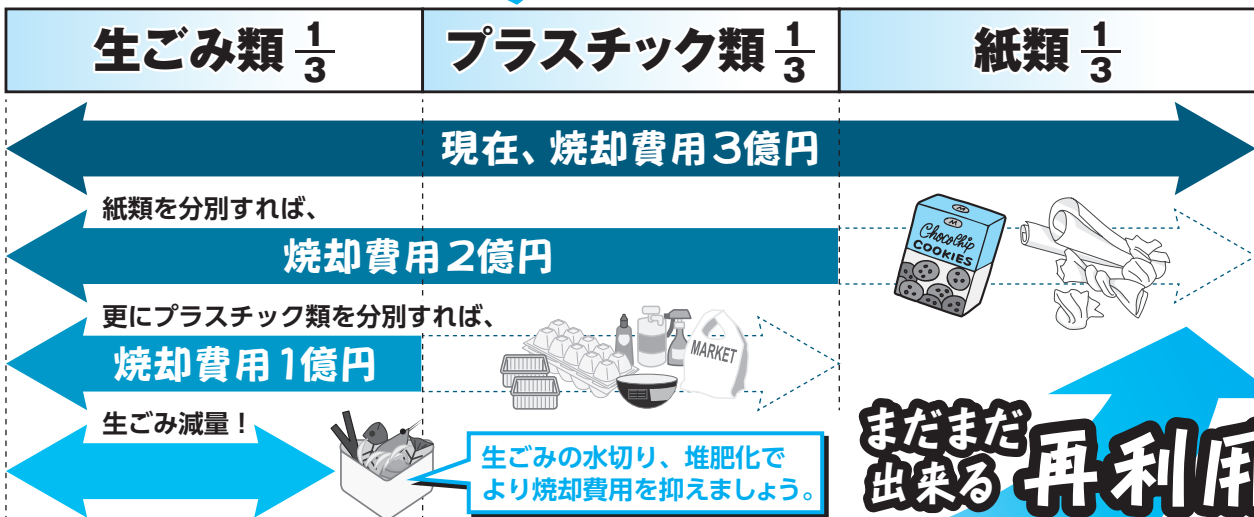 生ごみ類 1/3
プラスチック類 1/3
紙類 1/3
現在、焼却費用3億円
紙類を分別すれば、
焼却費用2億円
M
M
ChocoChip
COOKIES
更にプラスチック類を分別すれば、
焼却費用1億円
MARKET
生ごみ減量！
生ごみの水切り、堆肥化で
より焼却費用を抑えましょう。
まだまだ
出来る 再利用